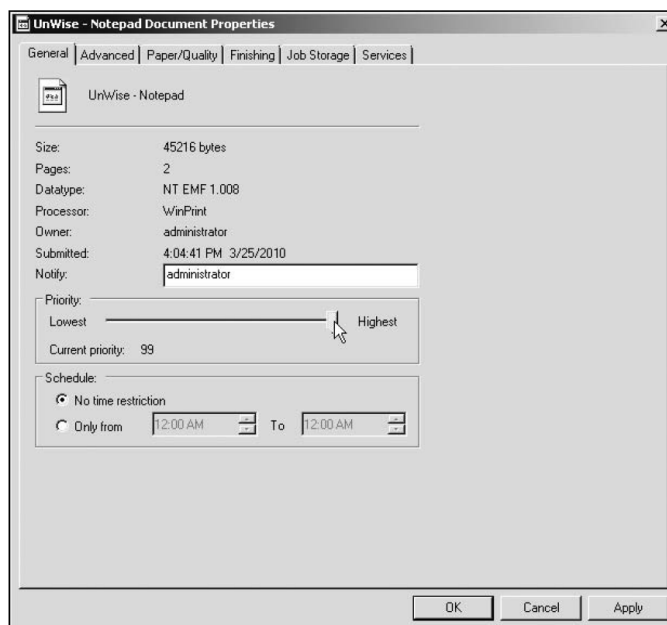 UnWise - Notepad Document Properties
General Advanced Paper/Quality Finishing Job Storage Services
UnWise - Notepad
Size: 45216 bytes
Pages: 2
Datatype: NT EMF 1.008
Processor: WinPrint
Owner: administrator
Submitted: 4:04:41 PM 3/25/2010
Notify: administrator
Priority:
Lowest Highest
Current priority: 99
Schedule:
No time restriction
Only from 12:00 AM To 12:00 AM
OK Cancel Apply